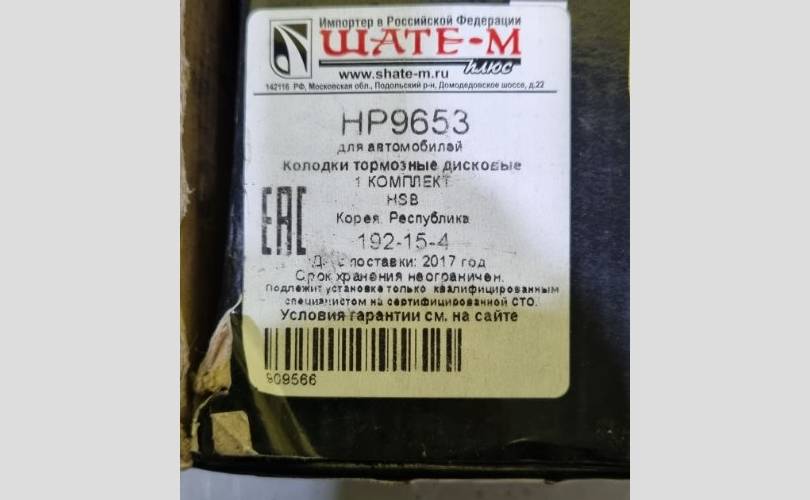 Импортер в Российской Федерации
ШАТЕ-М
плюс
www.shate-m.ru
142116 РФ, Московская обл., Подольский р-н, Домодедовское шоссе, д.22
HP9653
для автомобилей
Колодки тормозные дисковые
1 КОМПЛЕКТ
HSB
Корея, Республика
EAC
192-15-4
поставки: 2017 год
Срок хранения неограничен.
Подлежит установке только квалифицированным
специалистом на сертифицированной СТО.
Условия гарантии см. на сайте
909566